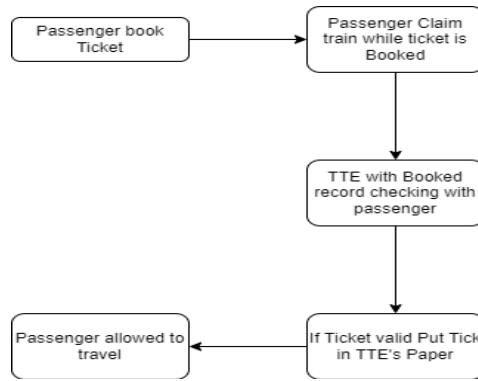 Passenger book
Ticket
Passenger Claim
train while ticket is
Booked
TTE with Booked
record checking with
passenger
If Ticket valid Put Tick
in TTE's Paper
Passenger allowed to
travel